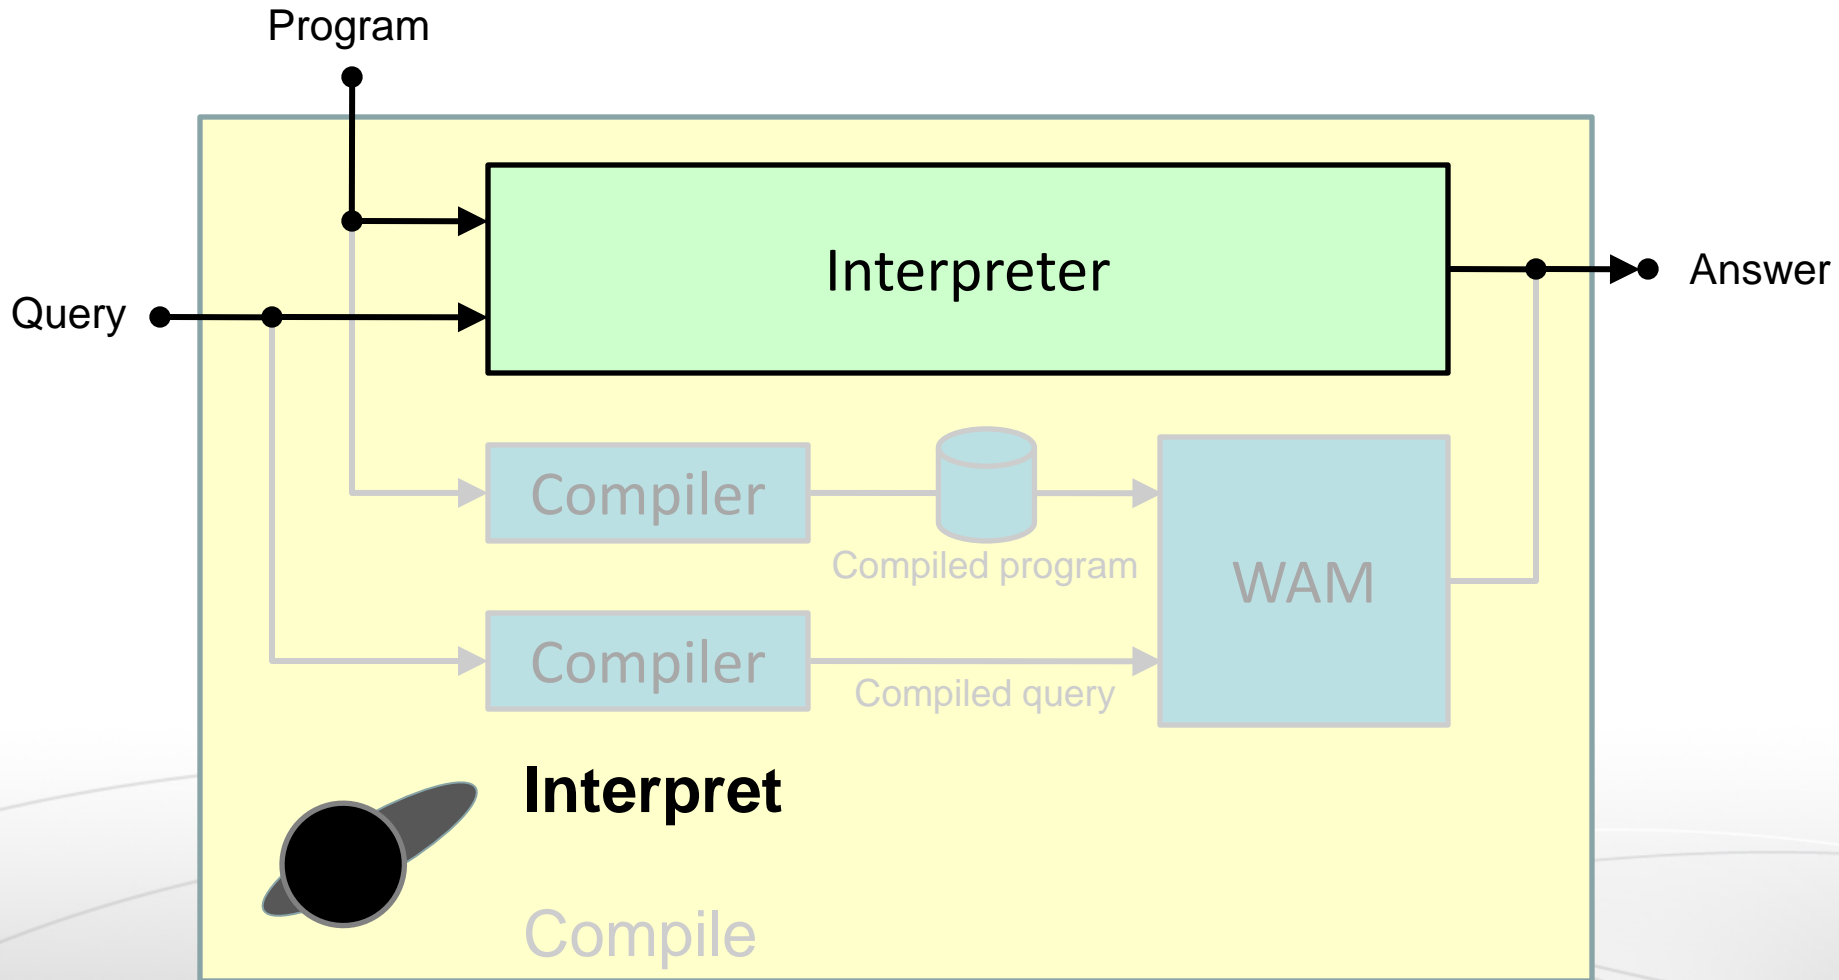 Program
Interpreter
Answer
Query
Compiler
Compiled program
WAM
Compiler
Compiled query
Interpret
Compile